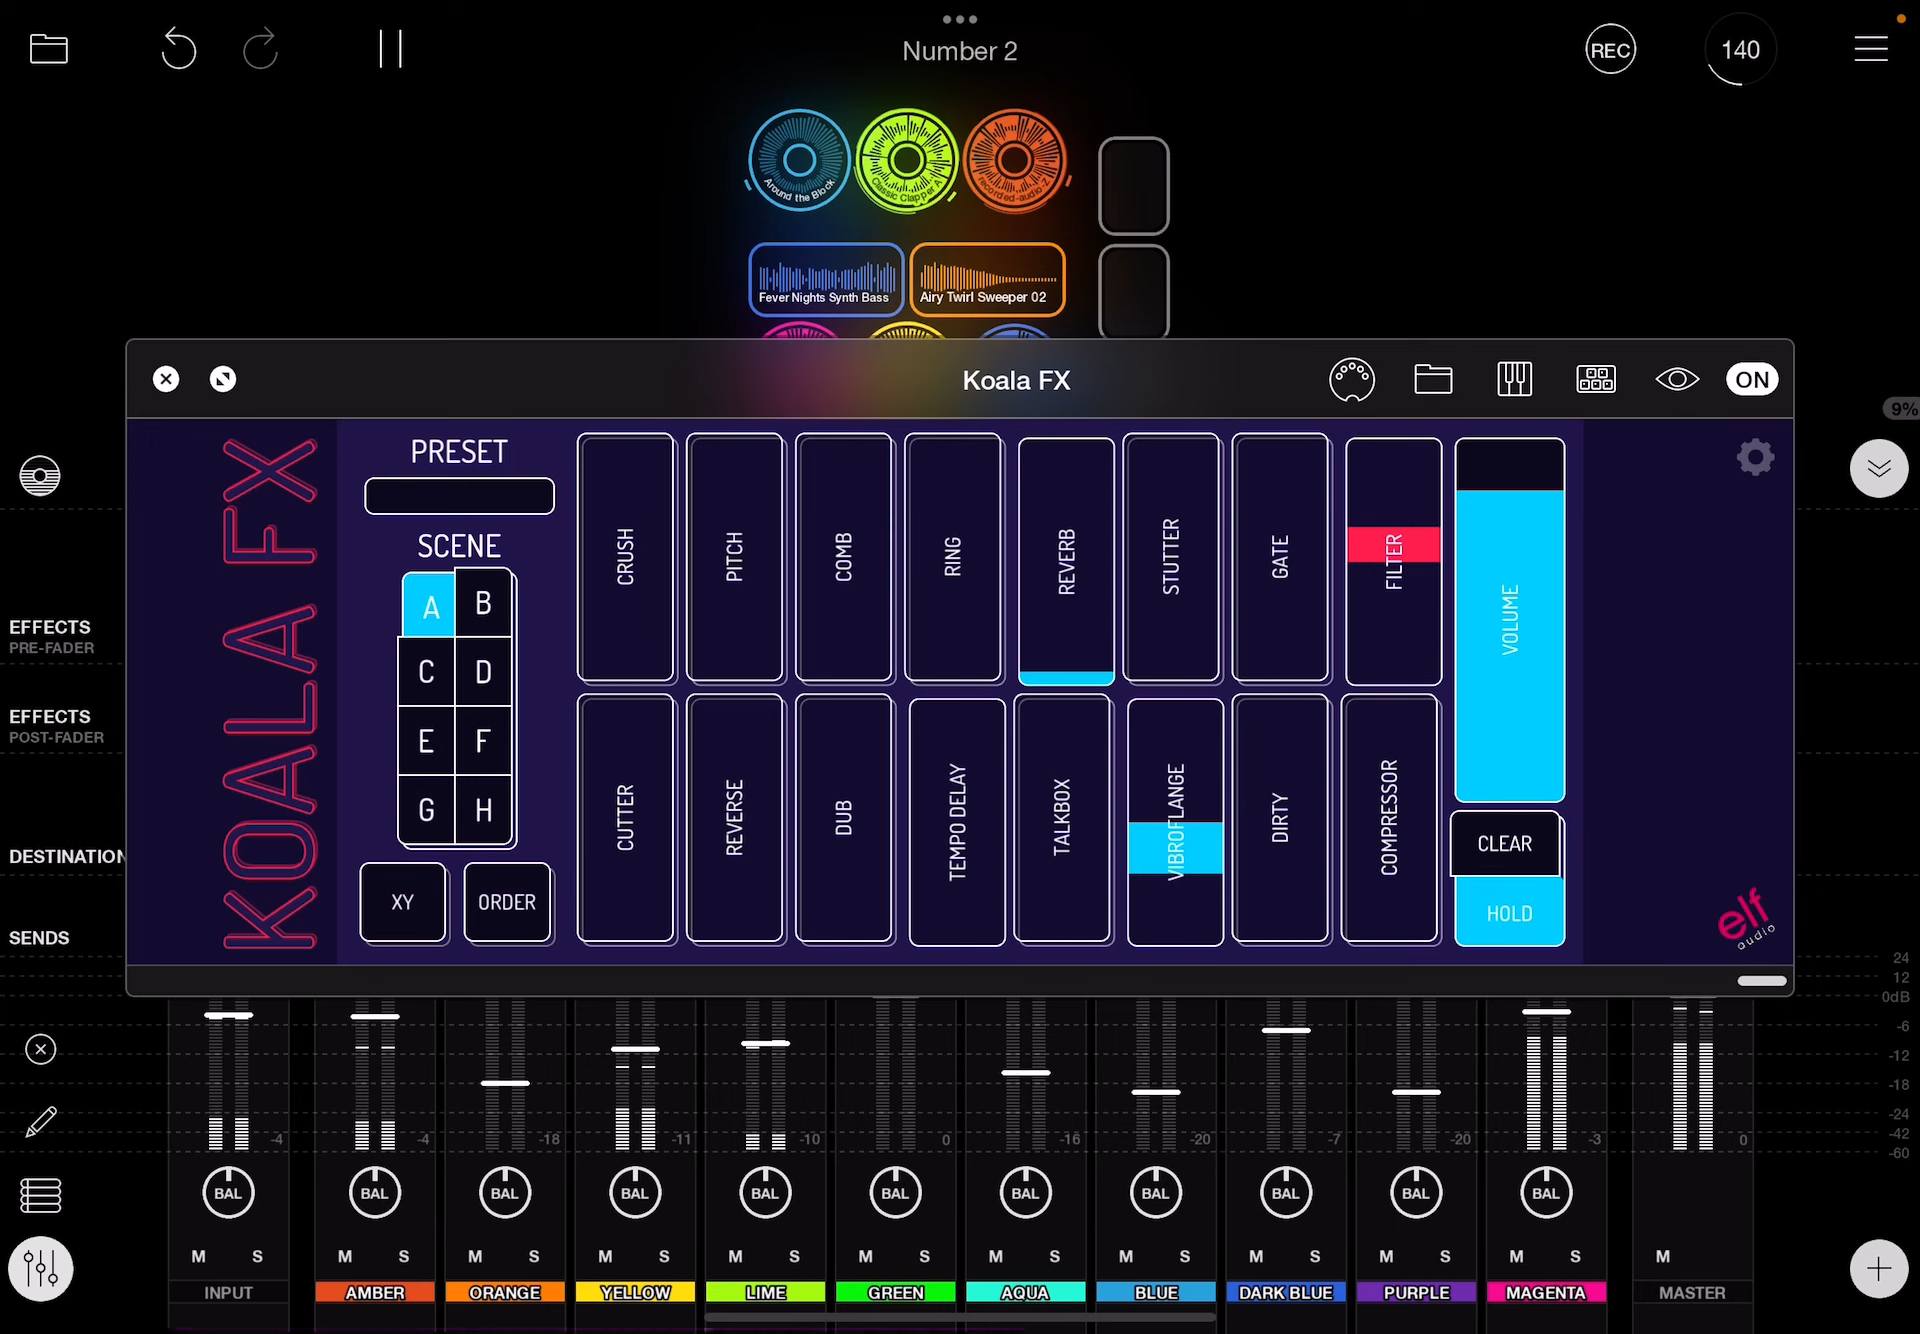 Number 2
REC
140
Around the Block
Classic Clapper A
recorded-audio-2
Fever Nights Synth Bass
Airy Twirl Sweeper 02
Koala FX
ON
9%
KOALA FX
PRESET
SCENE
A
B
C
D
E
F
G
H
XY
ORDER
CRUSH
PITCH
COMB
RING
REVERB
STUTTER
GATE
FILTER
VOLUME
CUTTER
REVERSE
DUB
TEMPO DELAY
TALKBOX
VIBROFLANGE
DIRTY
COMPRESSOR
CLEAR
HOLD
elf
audio
EFFECTS
PRE-FADER
EFFECTS
POST-FADER
DESTINATION
SENDS
24
12
0dB
-6
-12
-18
-24
-42
-60
-4
-4
-18
-11
-10
0
-16
-20
-7
-20
-3
0
BAL
BAL
BAL
BAL
BAL
BAL
BAL
BAL
BAL
BAL
BAL
M S
M S
M S
M S
M S
M S
M S
M S
M S
M S
M S
M
INPUT
AMBER
ORANGE
YELLOW
LIME
GREEN
AQUA
BLUE
DARK BLUE
PURPLE
MAGENTA
MASTER